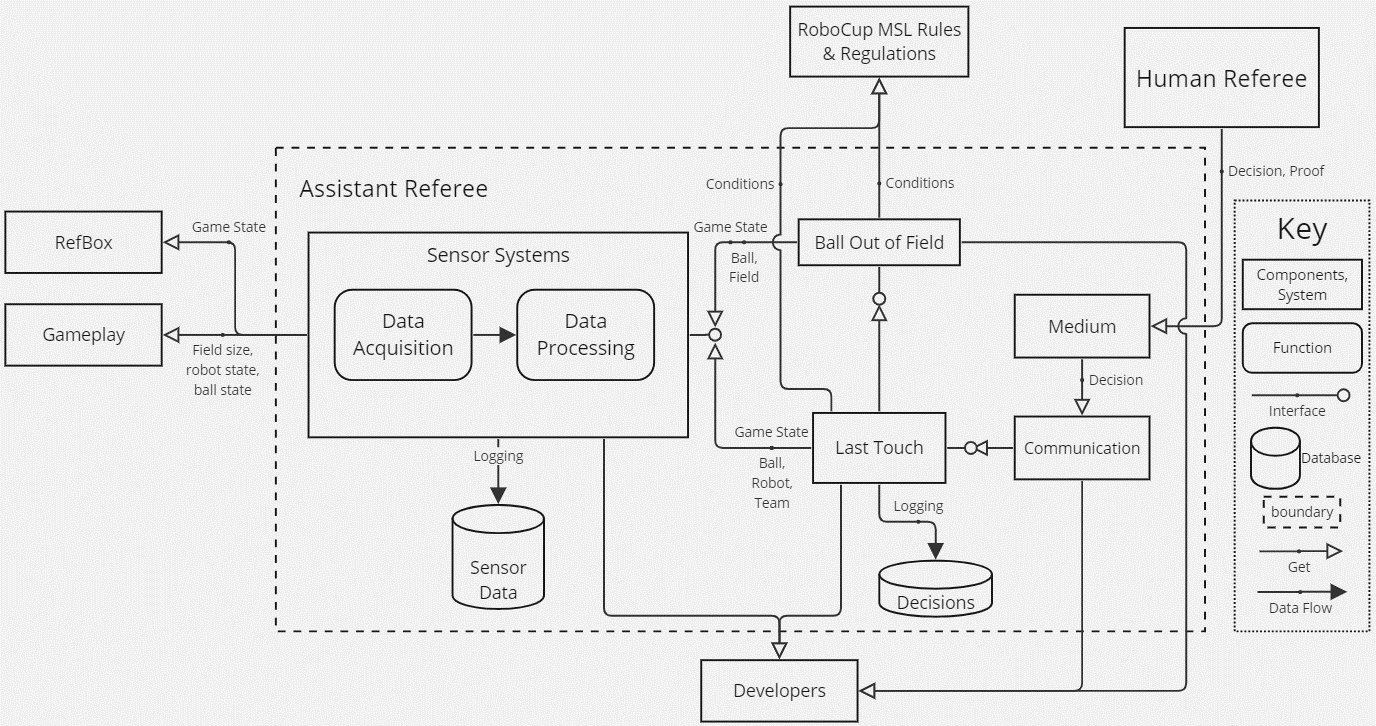 RoboCup MSL Rules
& Regulations
Human Referee
Decision, Proof
Assistant Referee
Conditions
Conditions
RefBox
Game State
Gameplay
Field size,
robot state,
ball state
Sensor Systems
Data
Acquisition
Data
Processing
Game State
Ball,
Field
Ball Out of Field
Medium
Decision
Game State
Ball,
Robot,
Team
Last Touch
Communication
Logging
Sensor
Data
Logging
Decisions
Developers
Key
Components,
System
Function
Interface
Database
boundary
Get
Data Flow